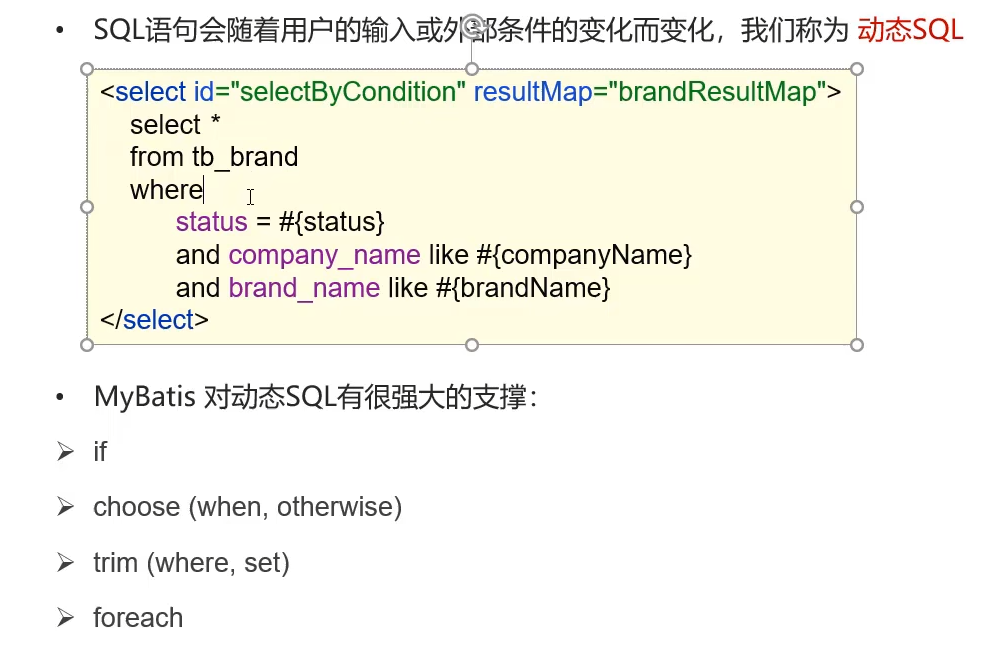 • SQL语句会随着用户的输入或外部条件的变化而变化，我们称为 动态SQL
<select id="selectByCondition" resultMap="brandResultMap">
select *
from tb_brand
where
status = #{status}
and company_name like #{companyName}
and brand_name like #{brandName}
</select>
• MyBatis 对动态SQL有很强大的支撑：
➢ if
➢ choose (when, otherwise)
➢ trim (where, set)
➢ foreach